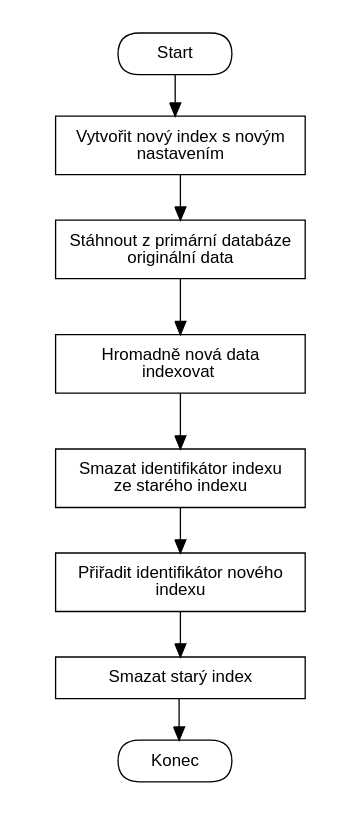 Start
Vytvořit nový index s novým
nastavením
Stáhnout z primární databáze
originální data
Hromadně nová data
indexovat
Smazat identifikátor indexu
ze starého indexu
Přiřadit identifikátor nového
indexu
Smazat starý index
Konec